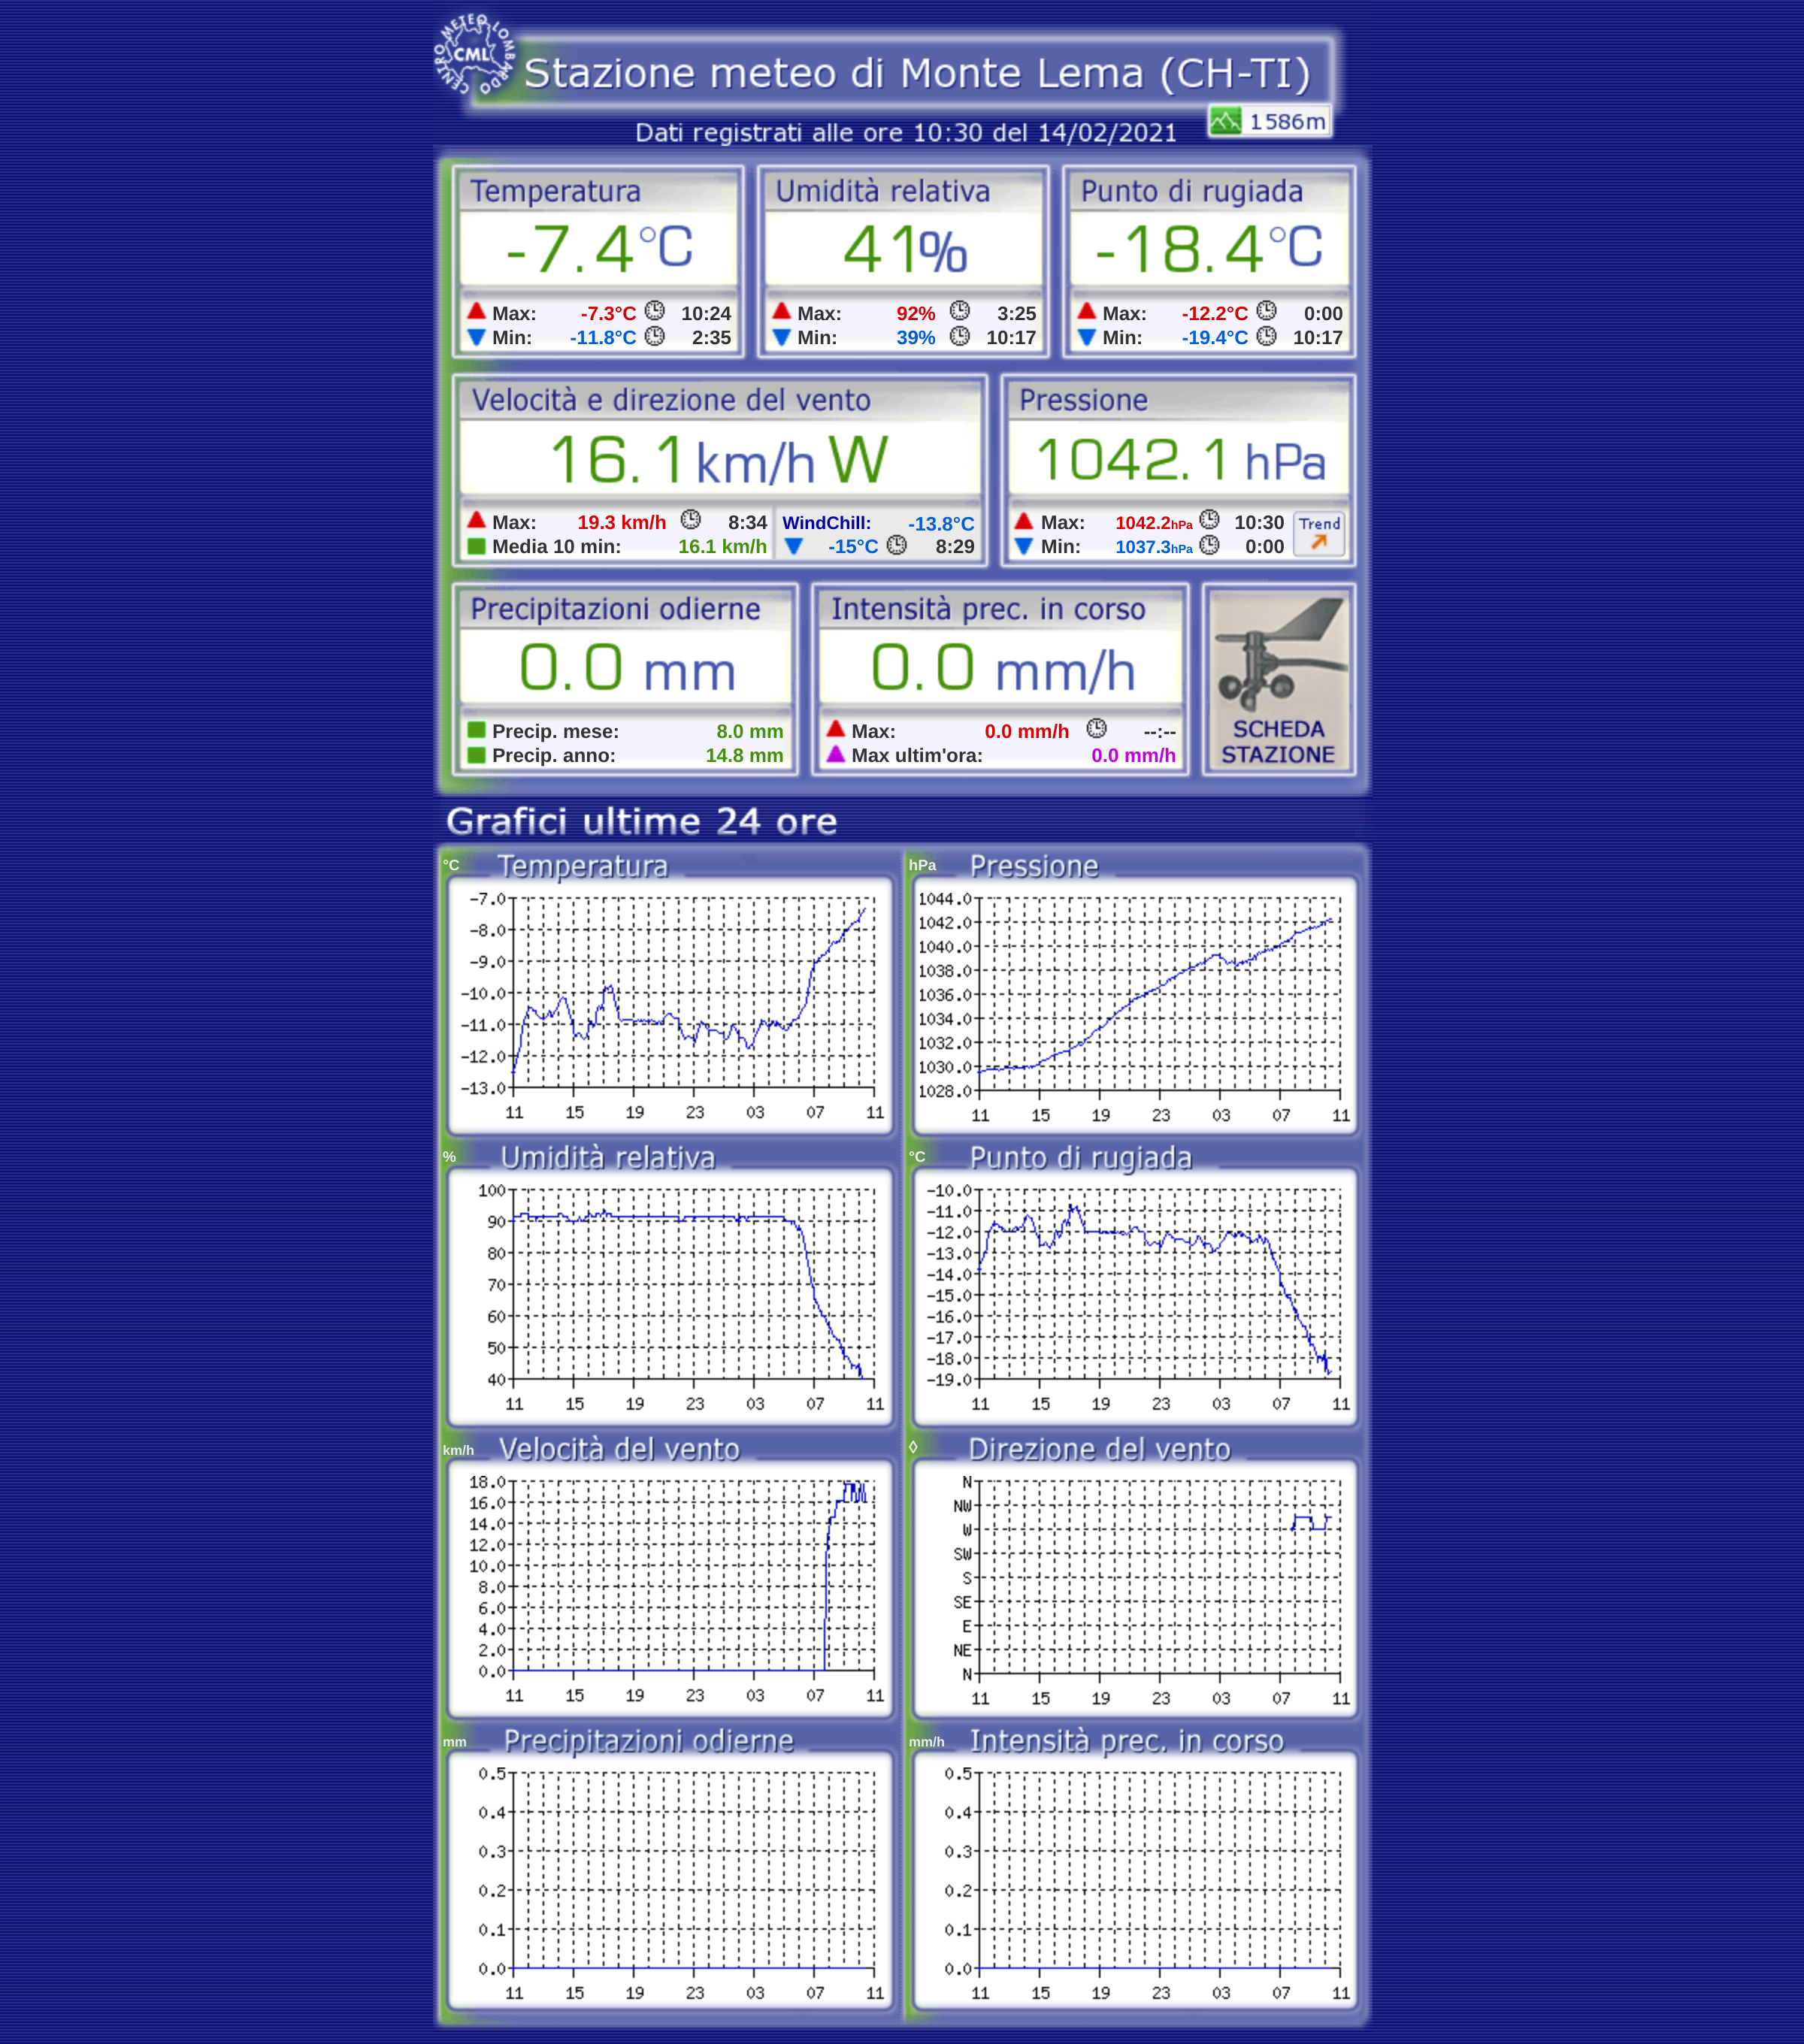 CENTRO METEO LOMBARDO
CML
Stazione meteo di Monte Lema (CH-TI)
1586m
Dati registrati alle ore 10:30 del 14/02/2021
Temperatura
-7.4°C
Max: -7.3°C 10:24
Min: -11.8°C 2:35
Umidità relativa
41%
Max: 92% 3:25
Min: 39% 10:17
Punto di rugiada
-18.4°C
Max: -12.2°C 0:00
Min: -19.4°C 10:17
Velocità e direzione del vento
16.1 km/h W
Max: 19.3 km/h 8:34
Media 10 min: 16.1 km/h
WindChill: -13.8°C
-15°C 8:29
Pressione
1042.1 hPa
Max: 1042.2hPa 10:30
Min: 1037.3hPa 0:00
Trend
Precipitazioni odierne
0.0 mm
Precip. mese: 8.0 mm
Precip. anno: 14.8 mm
Intensità prec. in corso
0.0 mm/h
Max: 0.0 mm/h --:--
Max ultim'ora: 0.0 mm/h
SCHEDA
STAZIONE
Grafici ultime 24 ore
°C Temperatura
-7.0
-8.0
-9.0
-10.0
-11.0
-12.0
-13.0
11 15 19 23 03 07 11
hPa Pressione
1044.0
1042.0
1040.0
1038.0
1036.0
1034.0
1032.0
1030.0
1028.0
11 15 19 23 03 07 11
% Umidità relativa
100
90
80
70
60
50
40
11 15 19 23 03 07 11
°C Punto di rugiada
-10.0
-11.0
-12.0
-13.0
-14.0
-15.0
-16.0
-17.0
-18.0
-19.0
11 15 19 23 03 07 11
km/h Velocità del vento
18.0
16.0
14.0
12.0
10.0
8.0
6.0
4.0
2.0
0.0
11 15 19 23 03 07 11
◊ Direzione del vento
N
NW
W
SW
S
SE
E
NE
N
11 15 19 23 03 07 11
mm Precipitazioni odierne
0.5
0.4
0.3
0.2
0.1
0.0
11 15 19 23 03 07 11
mm/h Intensità prec. in corso
0.5
0.4
0.3
0.2
0.1
0.0
11 15 19 23 03 07 11